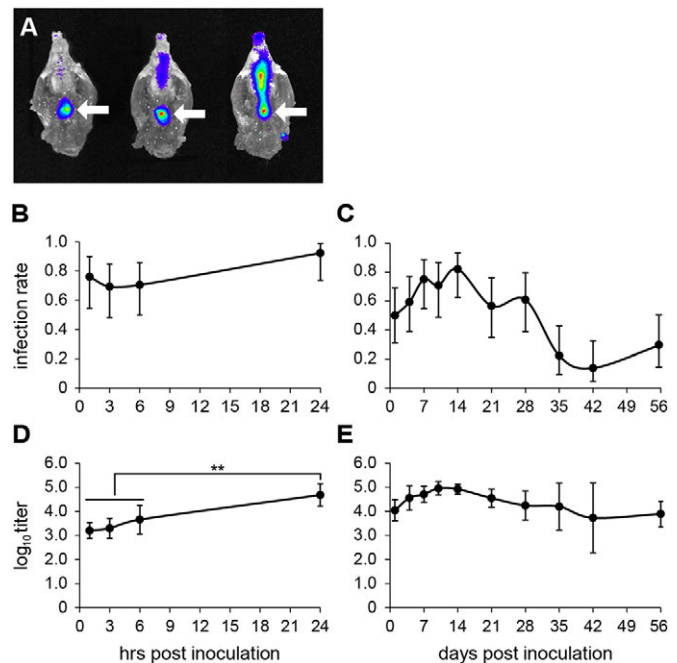 A
B
C
infection rate
1.0
0.8
0.6
0.4
0.2
0
0 3 6 9 12 15 18 21 24
1.0
0.8
0.6
0.4
0.2
0
0 7 14 21 28 35 42 49 56
D
E
log10 titer
6.0
5.0
4.0
3.0
2.0
1.0
0.0
**
0 3 6 9 12 15 18 21 24
hrs post inoculation
6.0
5.0
4.0
3.0
2.0
1.0
0.0
0 7 14 21 28 35 42 49 56
days post inoculation